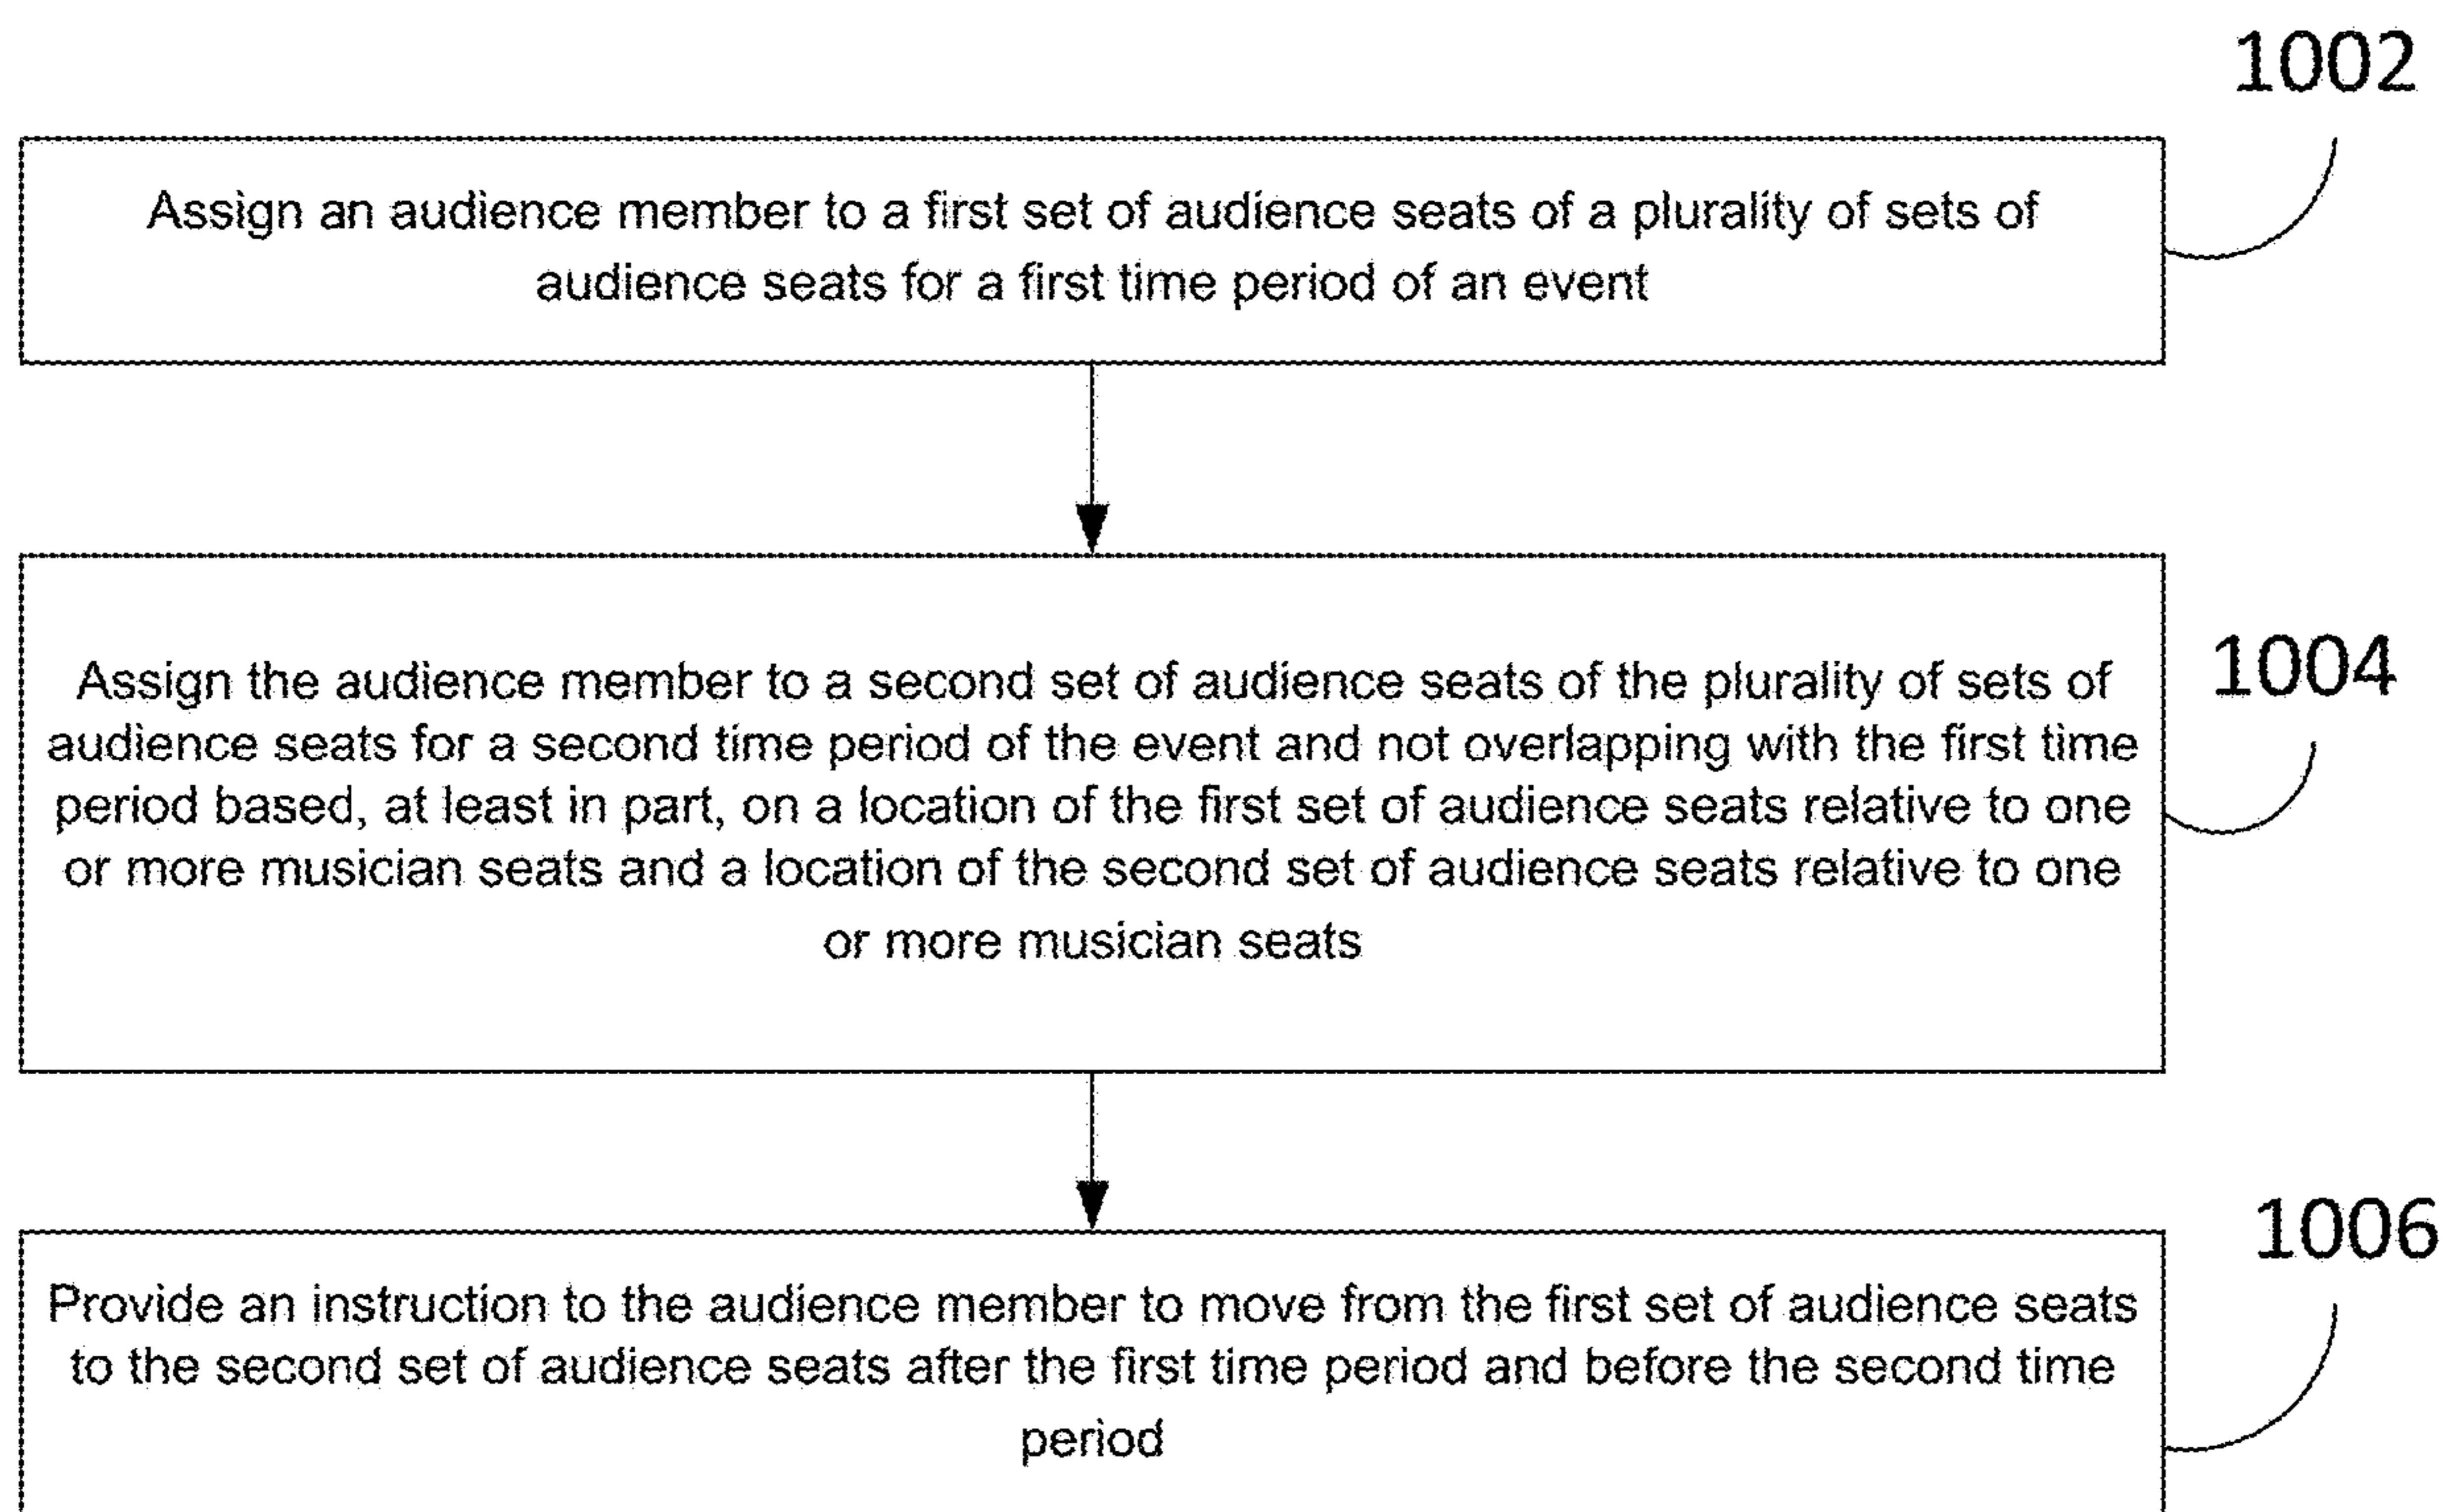 1002
Assign an audience member to a first set of audience seats of a plurality of sets of
audience seats for a first time period of an event
Assign the audience member to a second set of audience seats of the plurality of sets of
audience seats for a second time period of the event and not overlapping with the first time
period based, at least in part, on a location of the first set of audience seats relative to one
or more musician seats and a location of the second set of audience seats relative to one
or more musician seats
1004
Provide an instruction to the audience member to move from the first set of audience seats
to the second set of audience seats after the first time period and before the second time
period
1006